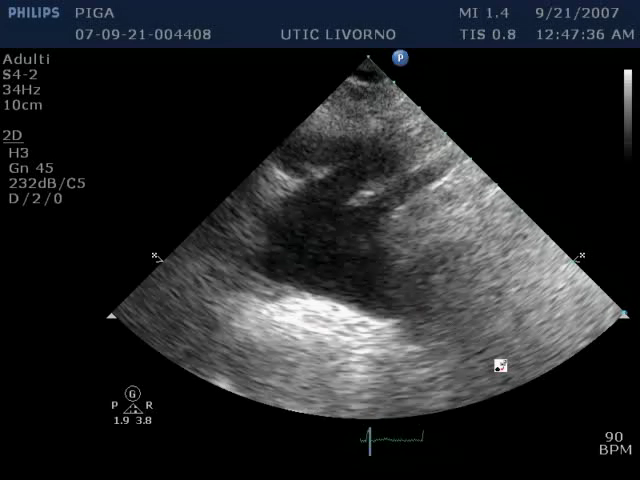 PHILIPS PIGA MI 1.4 9/21/2007
07-09-21-004408 UTIC LIVORNO TIS 0.8 12:47:36 AM
Adulti
S4-2
34Hz
10cm
2D
H3
Gn 45
232dB/C5
D/2/0
P
G
P R
1.9 3.8
90
BPM